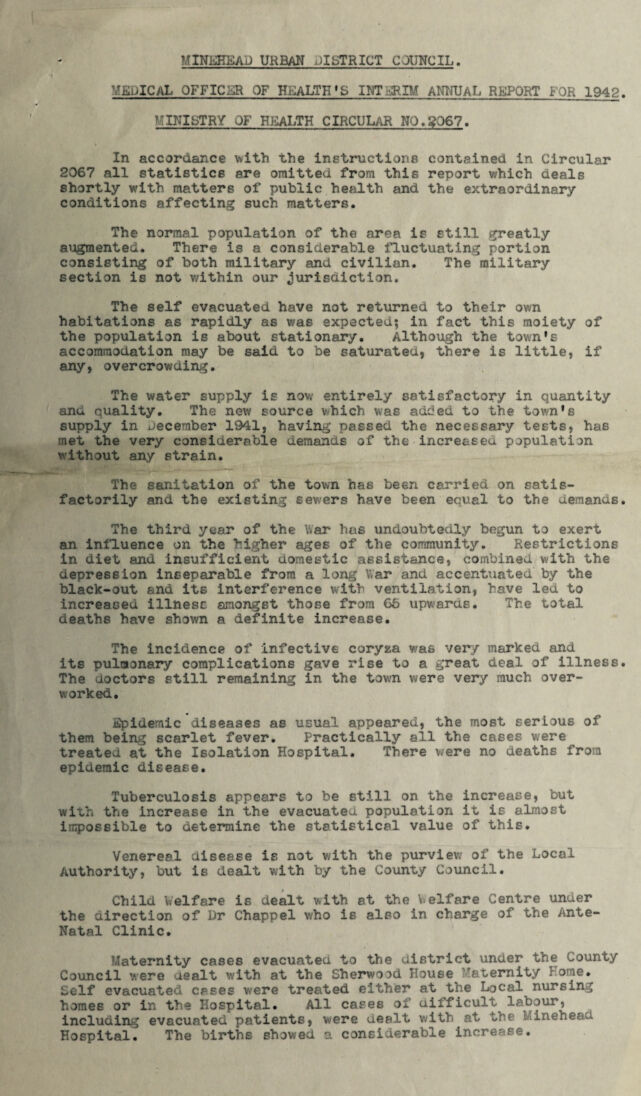 MINEHEAD URBAN DISTRICT COUNCIL.
MEDICAL OFFICER OF HEALTH'S INTERIM ANNUAL REPORT FOR 1942.
MINISTRY OF HEALTH CIRCULAR NO.2067.
In accordance with the instructions contained in Circular
2067 all statistics are omitted from this report which deals
shortly with matters of public health and the extraordinary
conditions affecting such matters.
The normal population of the area is still greatly
augmented. There is a considerable fluctuating portion
consisting of both military and civilian. The military
section is not within our jurisdiction.
The self evacuated have not returned to their own
habitations as rapidly as was expected; in fact this moiety of
the population is about stationary. Although the town's
accommodation may be said to be saturated, there is little, if
any, overcrowding.
The water supply is now entirely satisfactory in quantity
and quality. The new source which was added to the town's
supply in December 1941, having passed the necessary tests, has
met the very considerable demands of the increased population
without any strain.
The sanitation of the town has been carried on satis-
factorily and the existing sewers have been equal to the demands.
The third year of the War has undoubtedly begun to exert
an influence on the higher ages of the community. Restrictions
in diet and insufficient domestic assistance, combined with the
depression inseparable from a long War and accentuated by the
black-out and its interference with ventilation, have led to
increased illness amongst those from 65 upwards. The total
deaths have shown a definite increase.
The incidence of infective coryza was very marked and
its pulmonary complications gave rise to a great deal of illness.
The doctors still remaining in the town were very much over-
worked.
Epidemic diseases as usual appeared, the most serious of
them being scarlet fever. Practically all the cases were
treated at the Isolation Hospital. There were no deaths from
epidemic disease.
Tuberculosis appears to be still on the increase, but
with the increase in the evacuated population it is almost
impossible to determine the statistical value of this.
Venereal disease is not with the purview of the Local
Authority, but is dealt with by the County Council.
Child Welfare is dealt with at the Welfare Centre under
the direction of Dr Chappel who is also in charge of the Ante-
Natal Clinic.
Maternity cases evacuated to the district under the County
Council were dealt with at the Sherwood House Maternity Home.
Self evacuated cases were treated either at the Local nursing
homes or in the Hospital. All cases of difficult labour,
including evacuated patients, were dealt with at the Minehead
Hospital. The births showed a considerable increase.